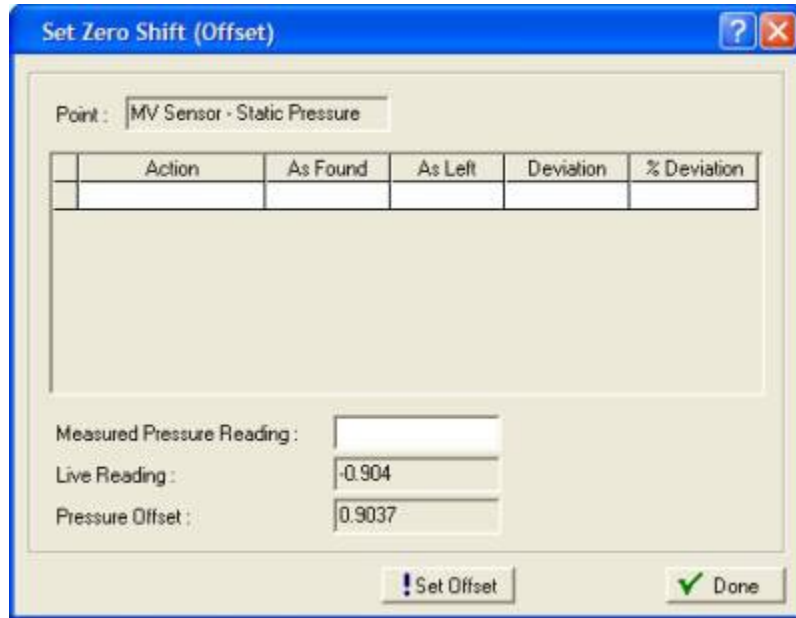 Set Zero Shift (Offset)
Point : MV Sensor - Static Pressure
Action As Found As Left Deviation % Deviation
Measured Pressure Reading :
Live Reading : -0.904
Pressure Offset : 0.9037
! Set Offset Done